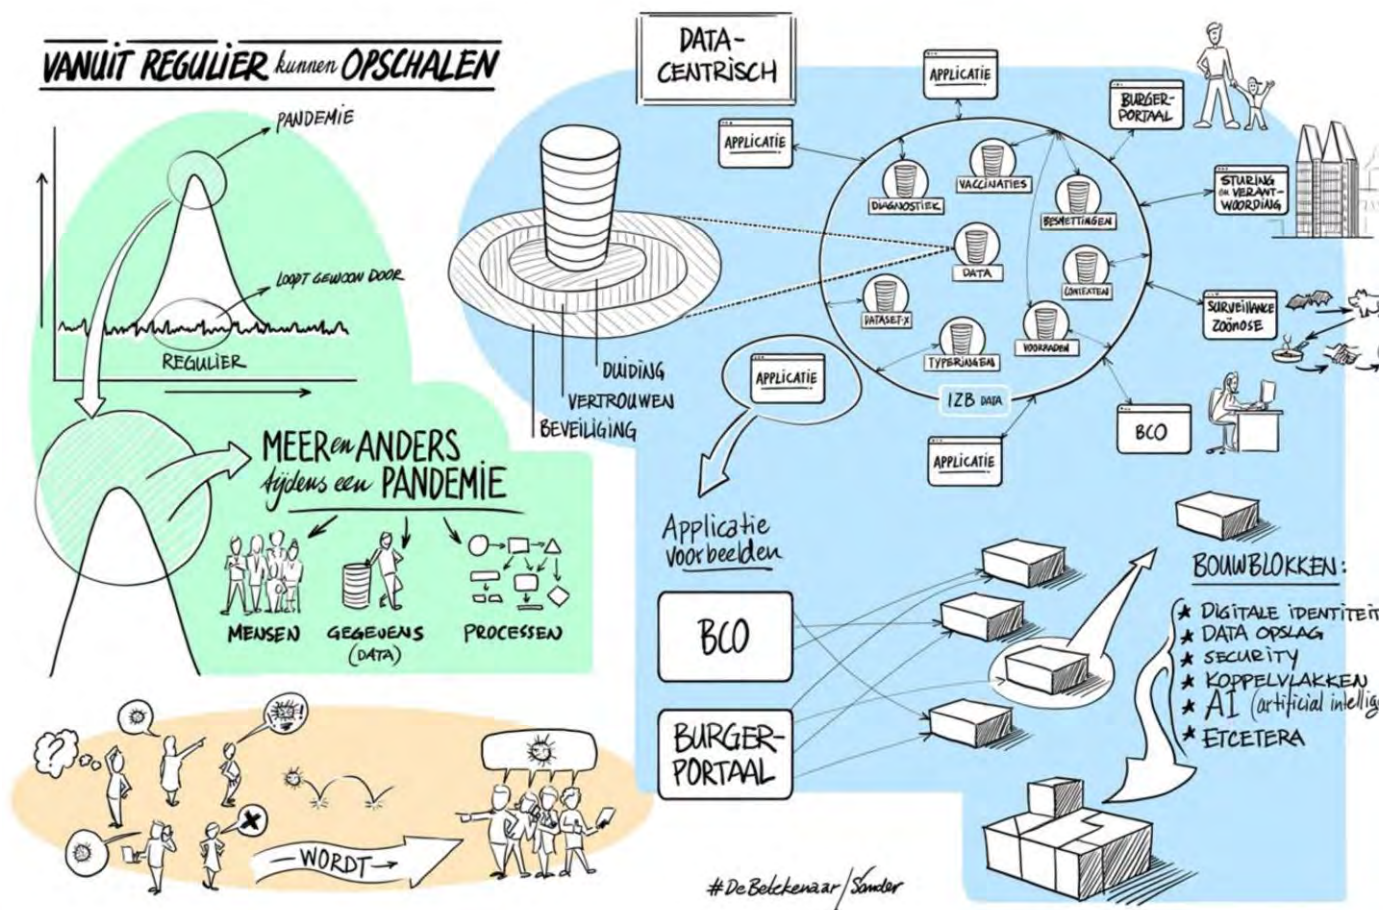 VANUIT REGULIER kunnen OPSCHALEN
PANDEMIE
LOOPT GEWOON DOOR
REGULIER
MEER en ANDERS
tijdens een PANDEMIE
MENSEN
GEGEVENS
(DATA)
PROCESSEN
WORDT
DATA-
CENTRISCH
DUIDING
VERTROUWEN
BEVEILIGING
APPLICATIE
APPLICATIE
BURGER-
PORTAAL
STURING
en VERANT-
WOORDING
SURVEILLANCE
ZOÖNOSE
BCO
APPLICATIE
APPLICATIE
DIAGNOSTIEK
VACCINATIES
BESMETTINGEN
DATA
CONTEXTEN
DATASET-X
TYPERINGEN
VOORRADEN
IZB DATA
Applicatie
voorbeelden
BCO
BURGER-
PORTAAL
BOUWBLOKKEN:
★ DIGITALE IDENTITEIT
★ DATA OPSLAG
★ SECURITY
★ KOPPELVLAKKEN
★ AI (artificial intellig
★ ETCETERA
#DeBetekenaar/Sander